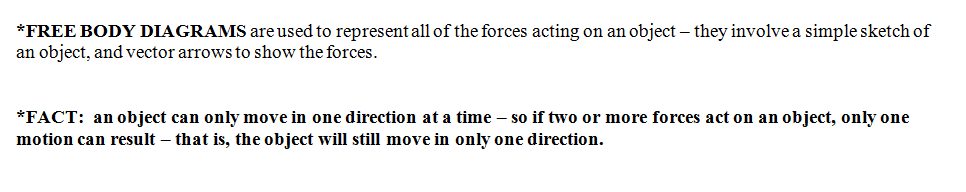 *FREE BODY DIAGRAMS are used to represent all of the forces acting on an object – they involve a simple sketch of
an object, and vector arrows to show the forces.
*FACT:  an object can only move in one direction at a time – so if two or more forces act on an object, only one
motion can result – that is, the object will still move in only one direction.